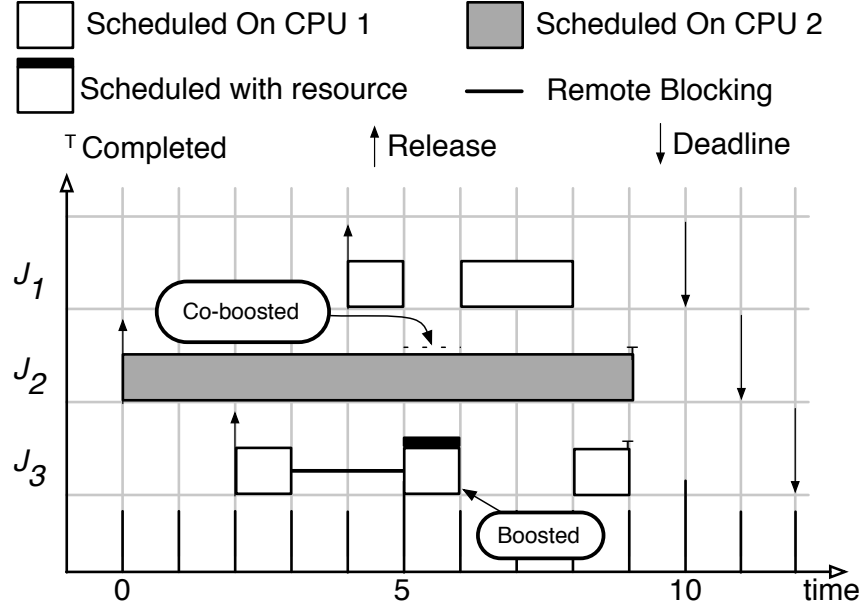 Scheduled On CPU 1 Scheduled On CPU 2
Scheduled with resource Remote Blocking
Completed Release Deadline
J1
Co-boosted
J2
J3
Boosted
0 5 10 time